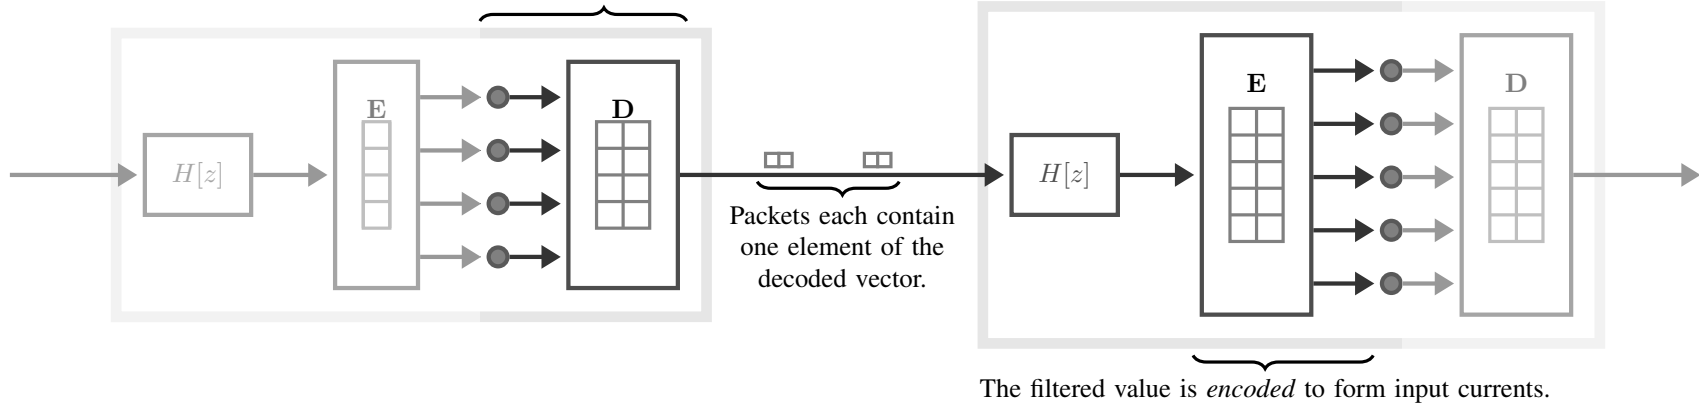 E
D
H[z]
Packets each contain
one element of the
decoded vector.
E
D
H[z]
The filtered value is encoded to form input currents.